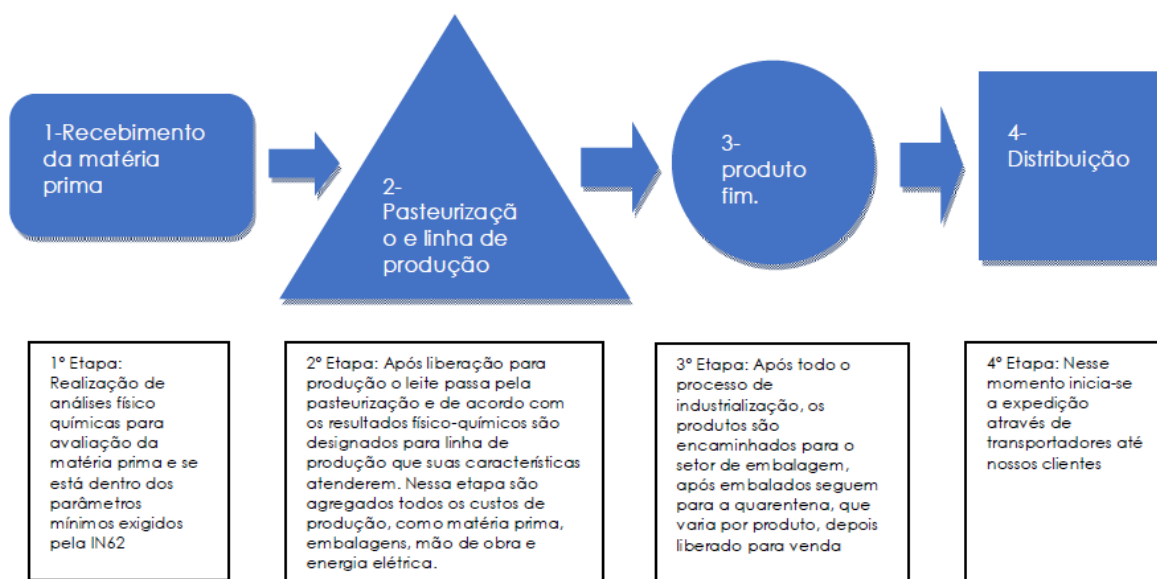 1-Recebimento
da matéria
prima
2-
Pasteurizaçã
o e linha de
produção
3-
produto
fim.
4-
Distribuição
1° Etapa:
Realização de
análises físico
químicas para
avaliação da
matéria prima e se
está dentro dos
parâmetros
mínimos exigidos
pela IN62
2° Etapa: Após liberação para
produção o leite passa pela
pasteurização e de acordo com
os resultados físico-químicos são
designados para linha de
produção que suas características
atenderem. Nessa etapa são
agregados todos os custos de
produção, como matéria prima,
embalagens, mão de obra e
energia elétrica.
3° Etapa: Após todo o
processo de
industrialização, os
produtos são
encaminhados para o
setor de embalagem,
após embalados seguem
para a quarentena, que
varia por produto, depois
liberado para venda
4° Etapa: Nesse
momento inicia-se
a expedição
através de
transportadores até
nossos clientes